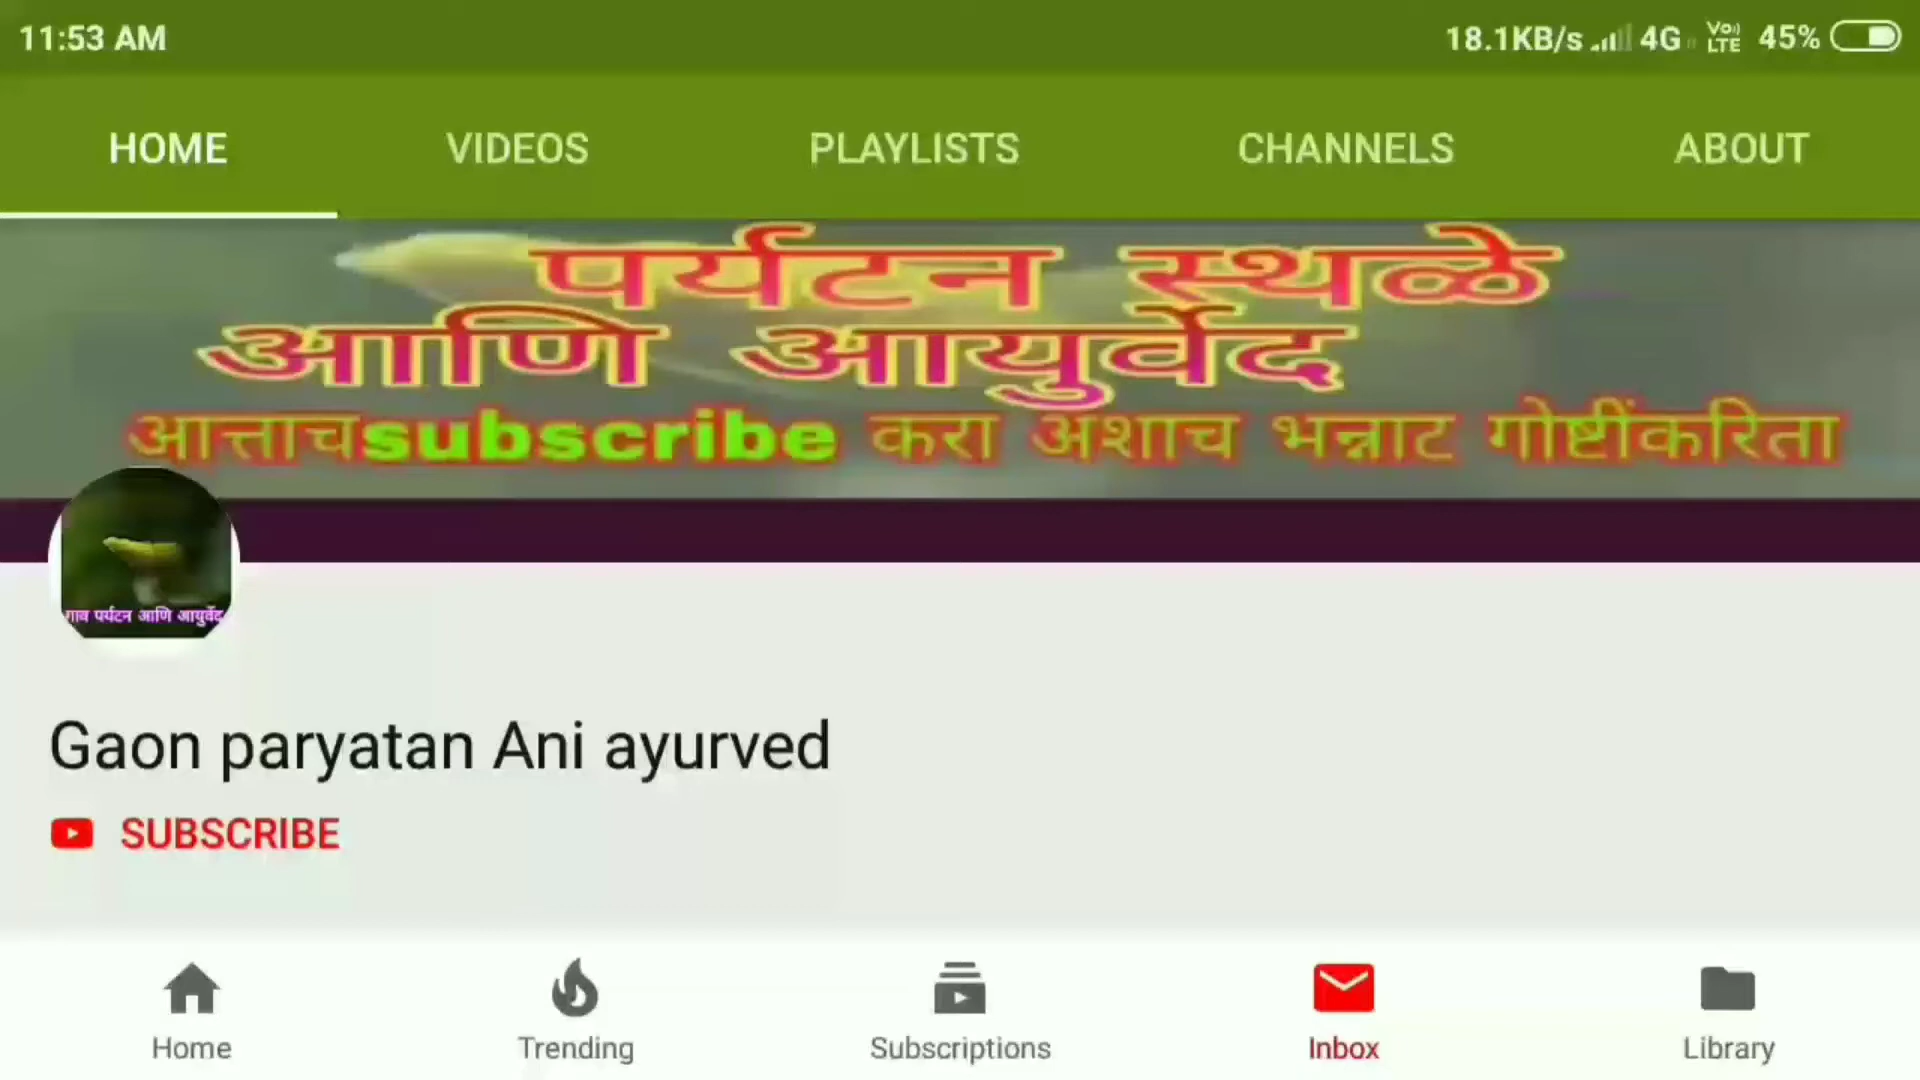 11:53 AM 18.1KB/s 4G VoLTE 45%
HOME VIDEOS PLAYLISTS CHANNELS ABOUT
पर्यटन स्थळे
आणि आयुर्वेद
आत्ताचsubscribe करा अशाच भन्नाट गोष्टींकरिता
गाव पर्यटन आणि आयुर्वेद
Gaon paryatan Ani ayurved
SUBSCRIBE
Home Trending Subscriptions Inbox Library